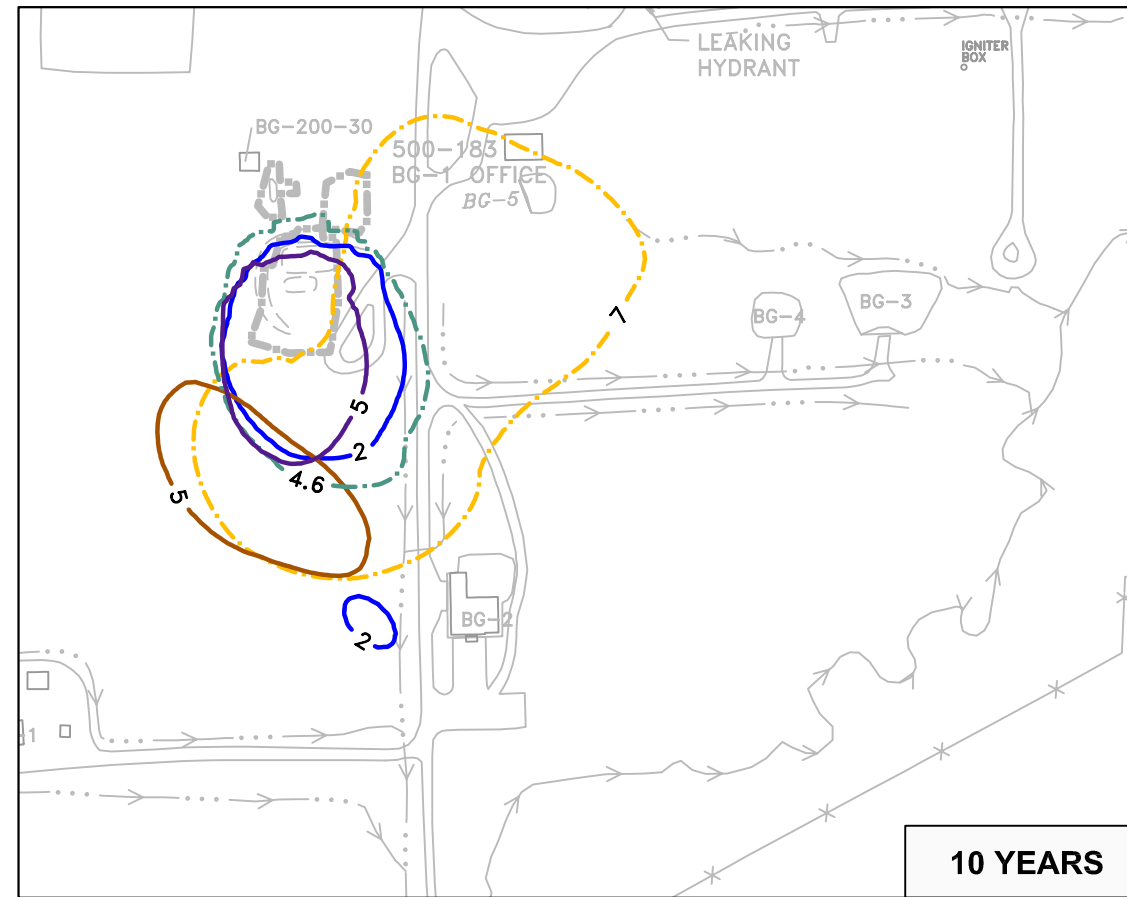 LEAKING
HYDRANT
IGNITER
BOX
BG-200-30
500-183
BG-1 OFFICE
BG-5
BG-4
BG-3
7
5
2
4.6
5
2
BG-2
1
10 YEARS